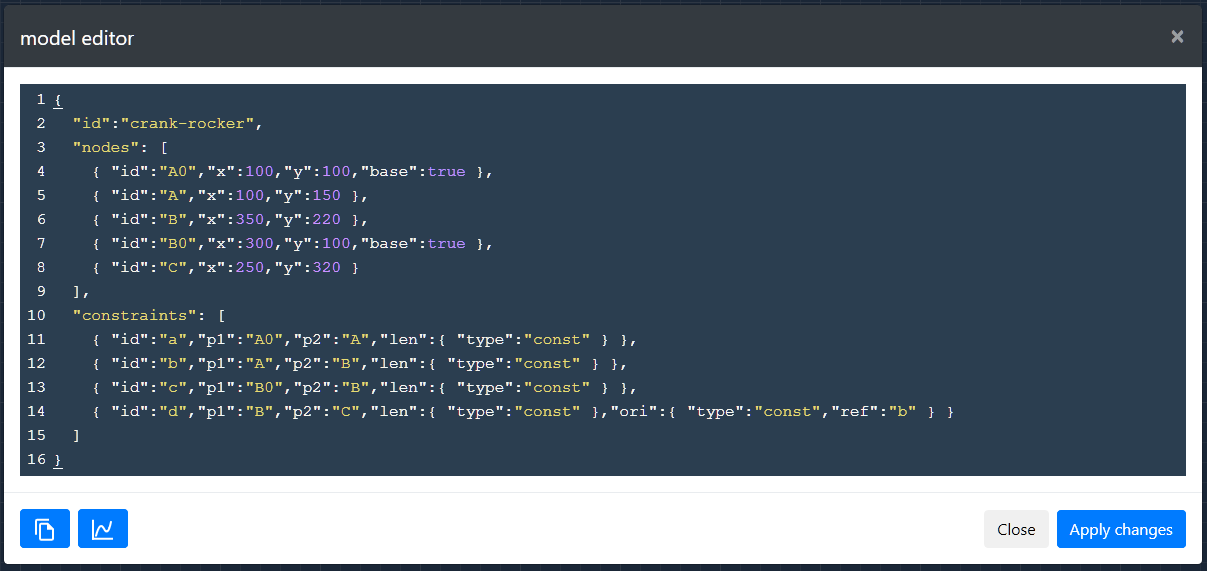 model editor ×
1 {
2 "id":"crank-rocker",
3 "nodes": [
4 { "id":"A0","x":100,"y":100,"base":true },
5 { "id":"A","x":100,"y":150 },
6 { "id":"B","x":350,"y":220 },
7 { "id":"B0","x":300,"y":100,"base":true },
8 { "id":"C","x":250,"y":320 }
9 ],
10 "constraints": [
11 { "id":"a","p1":"A0","p2":"A","len":{ "type":"const" } },
12 { "id":"b","p1":"A","p2":"B","len":{ "type":"const" } },
13 { "id":"c","p1":"B0","p2":"B","len":{ "type":"const" } },
14 { "id":"d","p1":"B","p2":"C","len":{ "type":"const" },"ori":{ "type":"const","ref":"b" } }
15 ]
16 }
Close Apply changes